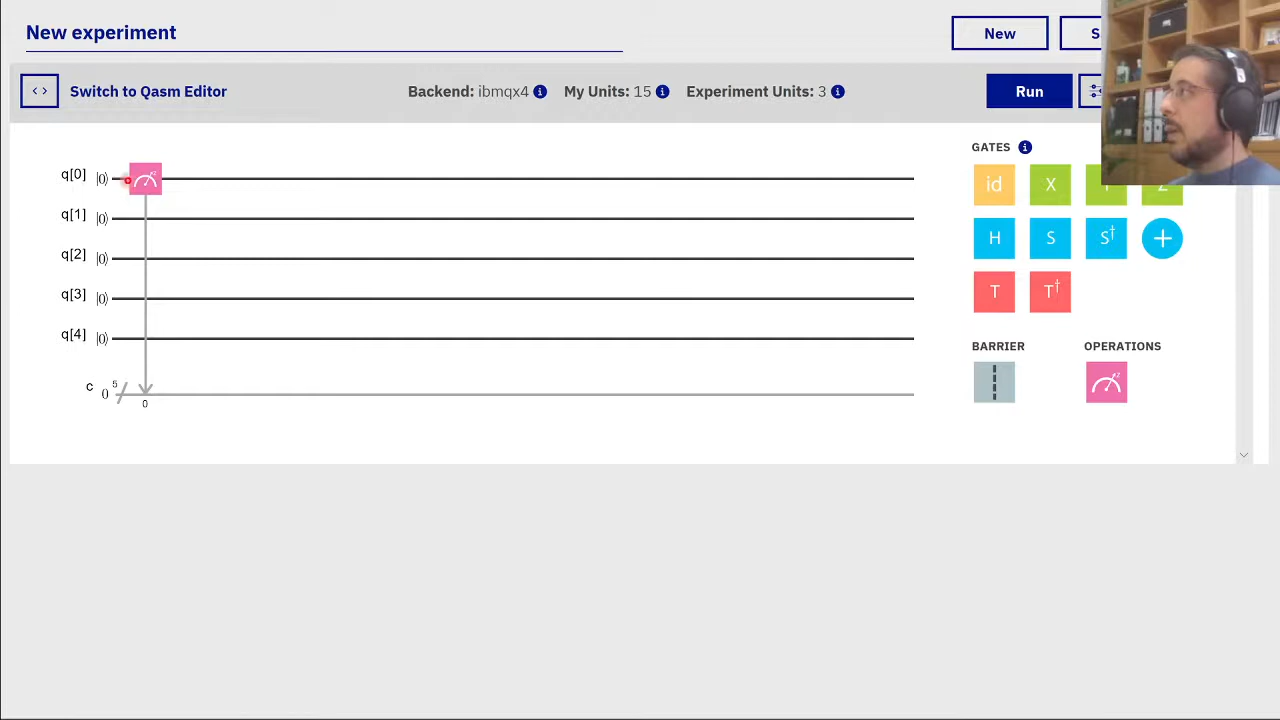 New experiment
New
S
Switch to Qasm Editor
Backend: ibmqx4 i
My Units: 15 i
Experiment Units: 3 i
Run
GATES i
q[0] |0⟩
q[1] |0⟩
q[2] |0⟩
q[3] |0⟩
q[4] |0⟩
c 0 5
0
id X Z
H S S† +
T T†
BARRIER OPERATIONS
z
z